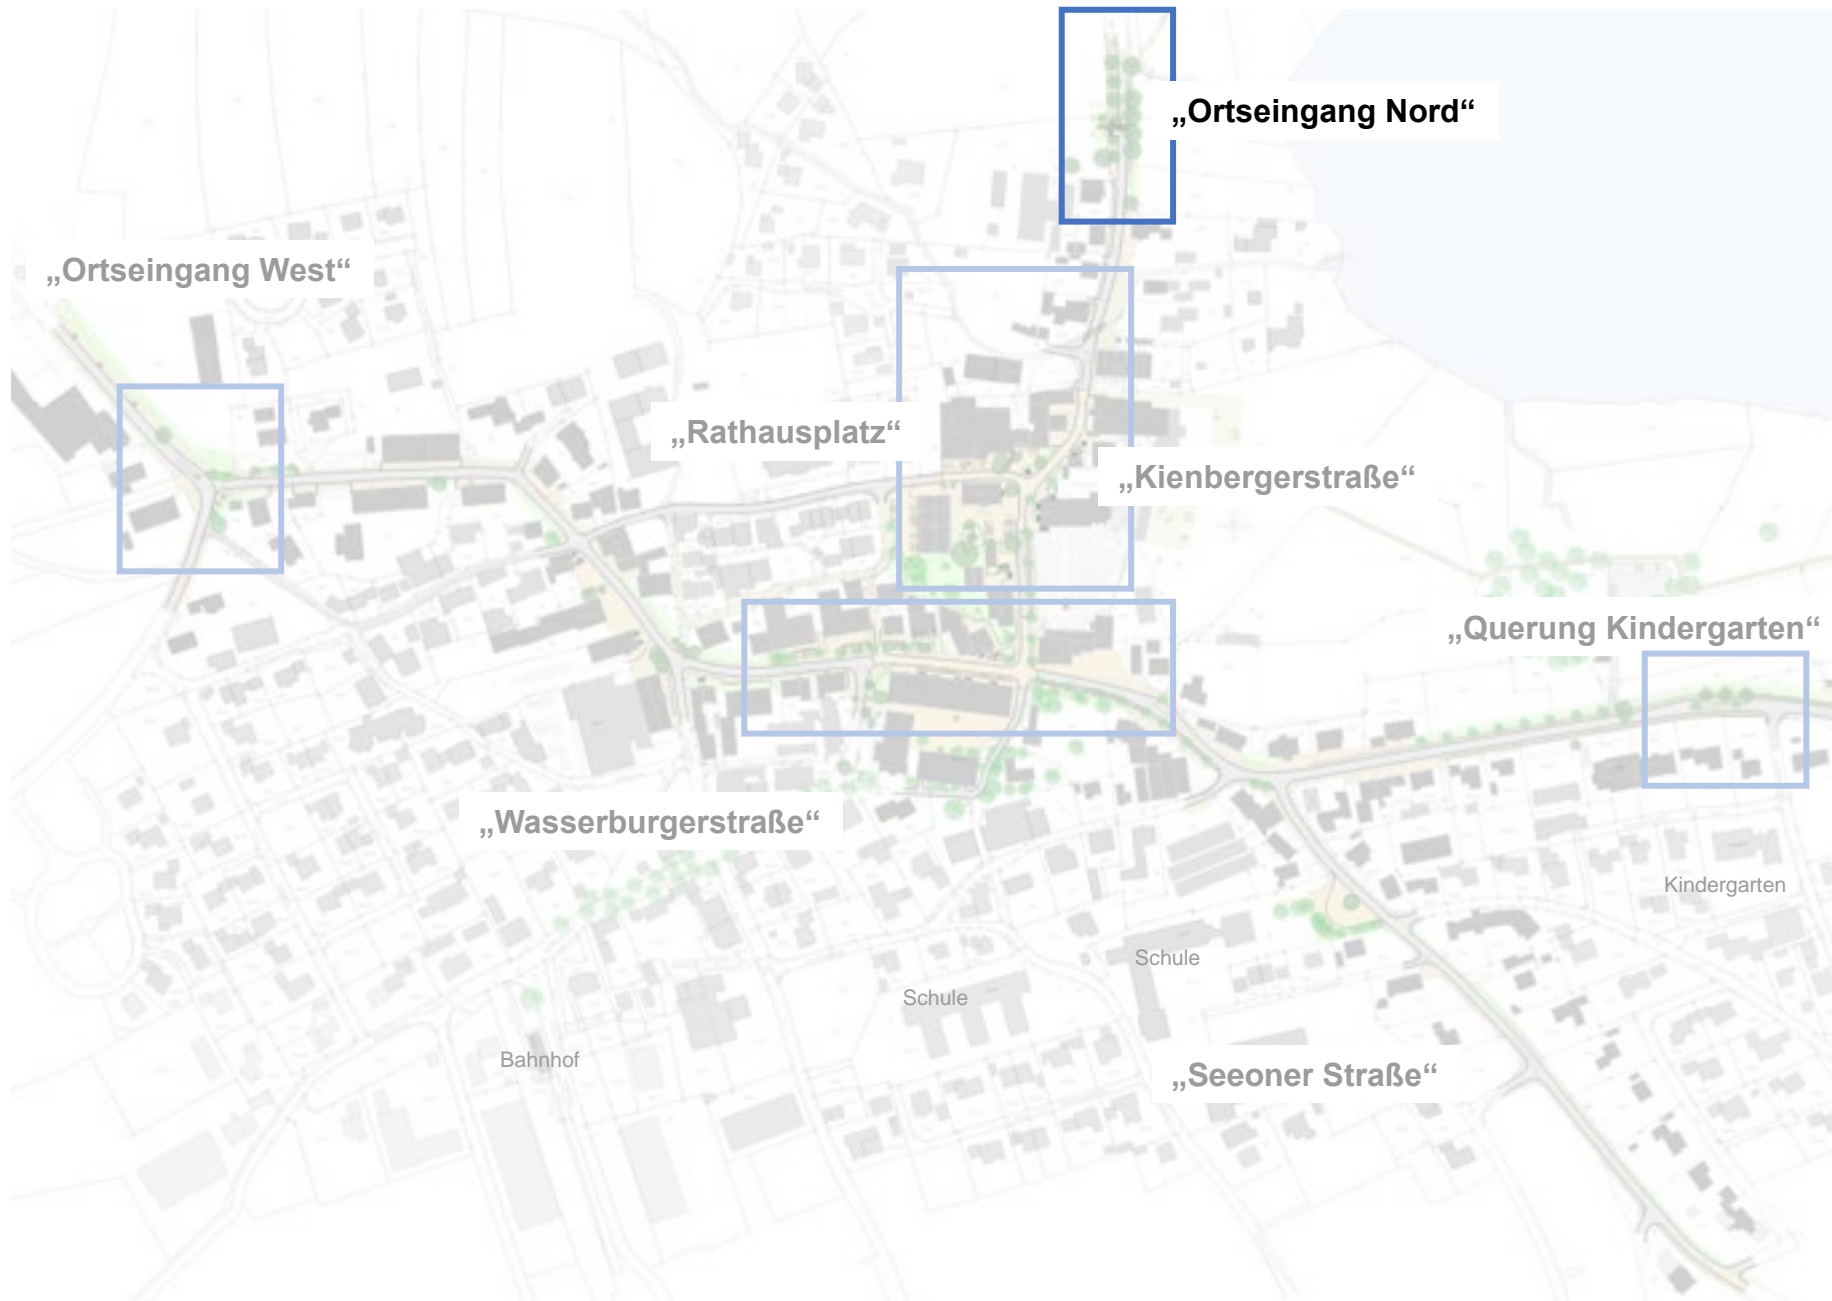 „Ortseingang Nord“
„Ortseingang West“
„Rathausplatz“
„Kienbergerstraße“
„Querung Kindergarten“
„Wasserburgerstraße“
Kindergarten
Schule
Schule
Bahnhof
„Seeoner Straße“